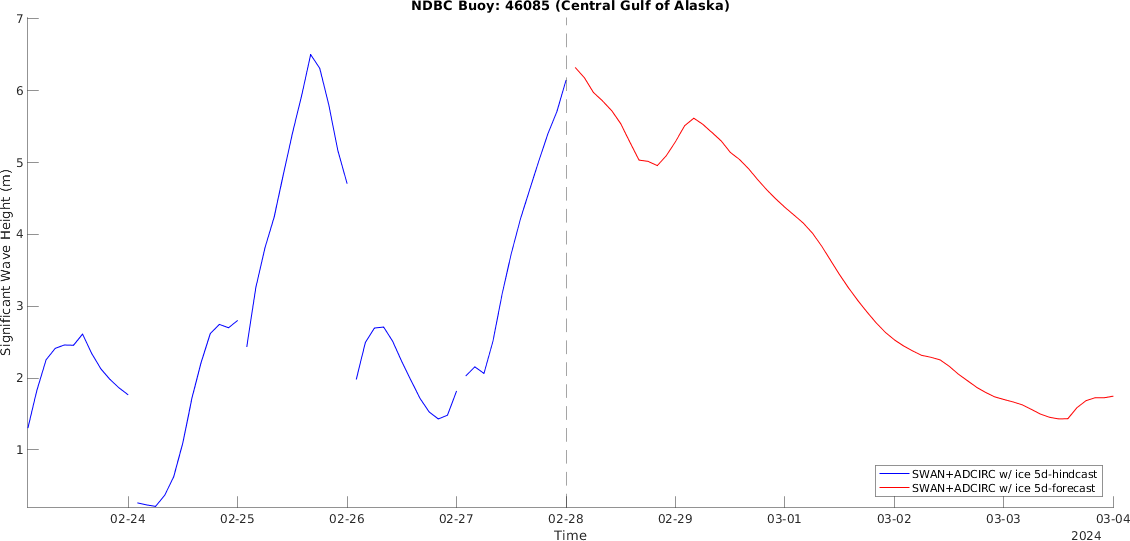 NDBC Buoy: 46085 (Central Gulf of Alaska)
7
6
5
4
3
2
1
Significant Wave Height (m)
SWAN+ADCIRC w/ ice 5d-hindcast
SWAN+ADCIRC w/ ice 5d-forecast
02-24 02-25 02-26 02-27 02-28 02-29 03-01 03-02 03-03 03-04
Time
2024